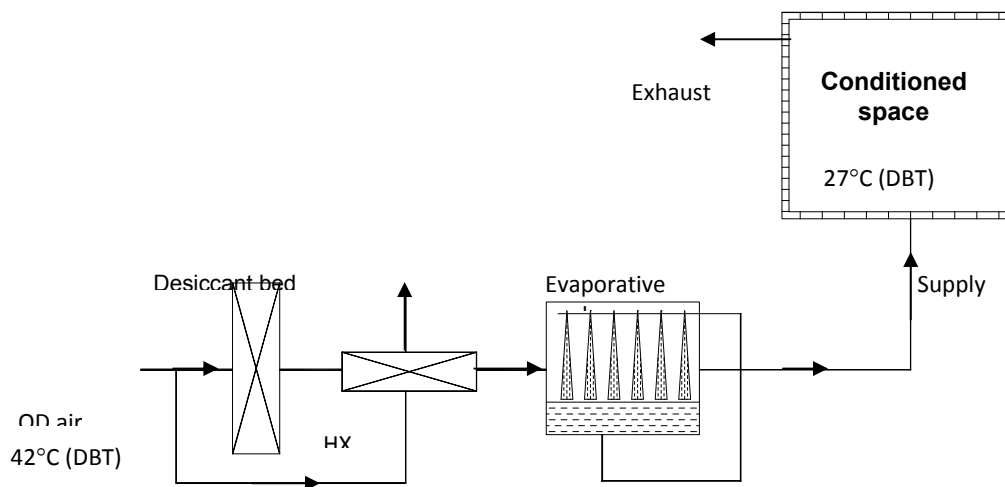 Exhaust
Conditioned
space
27°C (DBT)
Desiccant bed
Evaporative
Supply
OD air
42°C (DBT)
HX